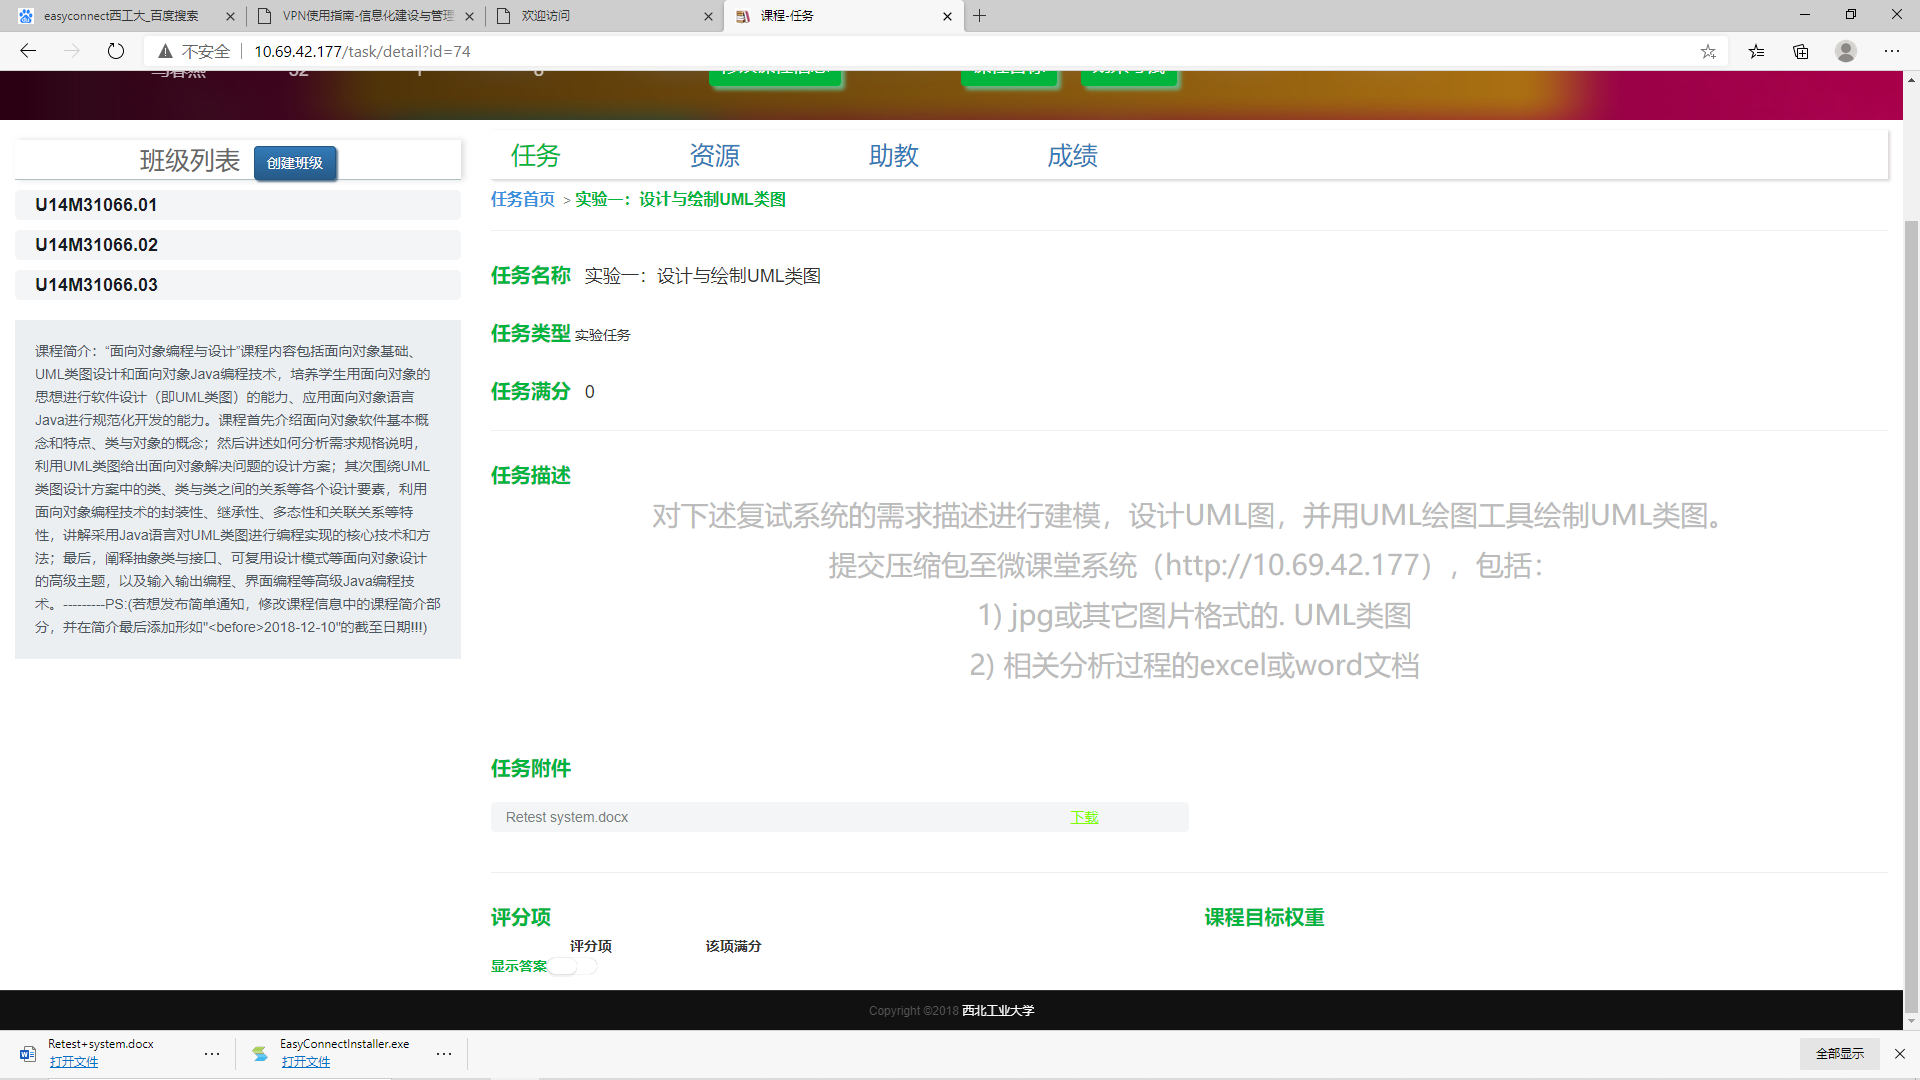 easyconnect西工大_百度搜索
VPN使用指南-信息化建设与管理
欢迎访问
课程-任务
不安全
10.69.42.177/task/detail?id=74
班级列表
创建班级
U14M31066.01
U14M31066.02
U14M31066.03
课程简介：“面向对象编程与设计”课程内容包括面向对象基础、
UML类图设计和面向对象Java编程技术，培养学生用面向对象的
思想进行软件设计（即UML类图）的能力、应用面向对象语言
Java进行规范化开发的能力。课程首先介绍面向对象软件基本概
念和特点、类与对象的概念；然后讲述如何分析需求规格说明，
利用UML类图给出面向对象解决问题的设计方案；其次围绕UML
类图设计方案中的类、类与类之间的关系等各个设计要素，利用
面向对象编程技术的封装性、继承性、多态性和关联关系等特
性，讲解采用Java语言对UML类图进行编程实现的核心技术和方
法；最后，阐释抽象类与接口、可复用设计模式等面向对象设计
的高级主题，以及输入输出编程、界面编程等高级Java编程技
术。---------PS:(若想发布简单通知，修改课程信息中的课程简介部
分，并在简介最后添加形如"<before>2018-12-10"的截至日期!!!)
任务
资源
助教
成绩
任务首页 > 实验一：设计与绘制UML类图
任务名称 实验一：设计与绘制UML类图
任务类型 实验任务
任务满分 0
任务描述
对下述复试系统的需求描述进行建模，设计UML图，并用UML绘图工具绘制UML类图。
提交压缩包至微课堂系统（http://10.69.42.177），包括：
1) jpg或其它图片格式的. UML类图
2) 相关分析过程的excel或word文档
任务附件
Retest system.docx
下载
评分项
课程目标权重
评分项
该项满分
显示答案
Copyright ©2018 西北工业大学
Retest+system.docx
打开文件
EasyConnectInstaller.exe
打开文件
全部显示